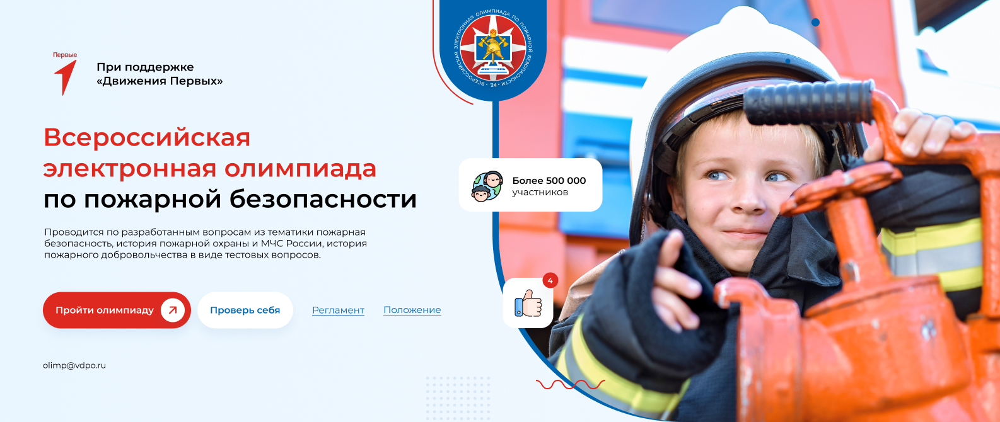 Первые
При поддержке
«Движения Первых»
ВСЕРОССИЙСКАЯ ЭЛЕКТРОННАЯ ОЛИМПИАДА ПО ПОЖАРНОЙ БЕЗОПАСНОСТИ • '24 •
Всероссийская
электронная олимпиада
по пожарной безопасности
Проводится по разработанным вопросам из тематики пожарная
безопасность, история пожарной охраны и МЧС России, история
пожарного добровольчества в виде тестовых вопросов.
Более 500 000
участников
4
Пройти олимпиаду
Проверь себя
Регламент
Положение
olimp@vdpo.ru